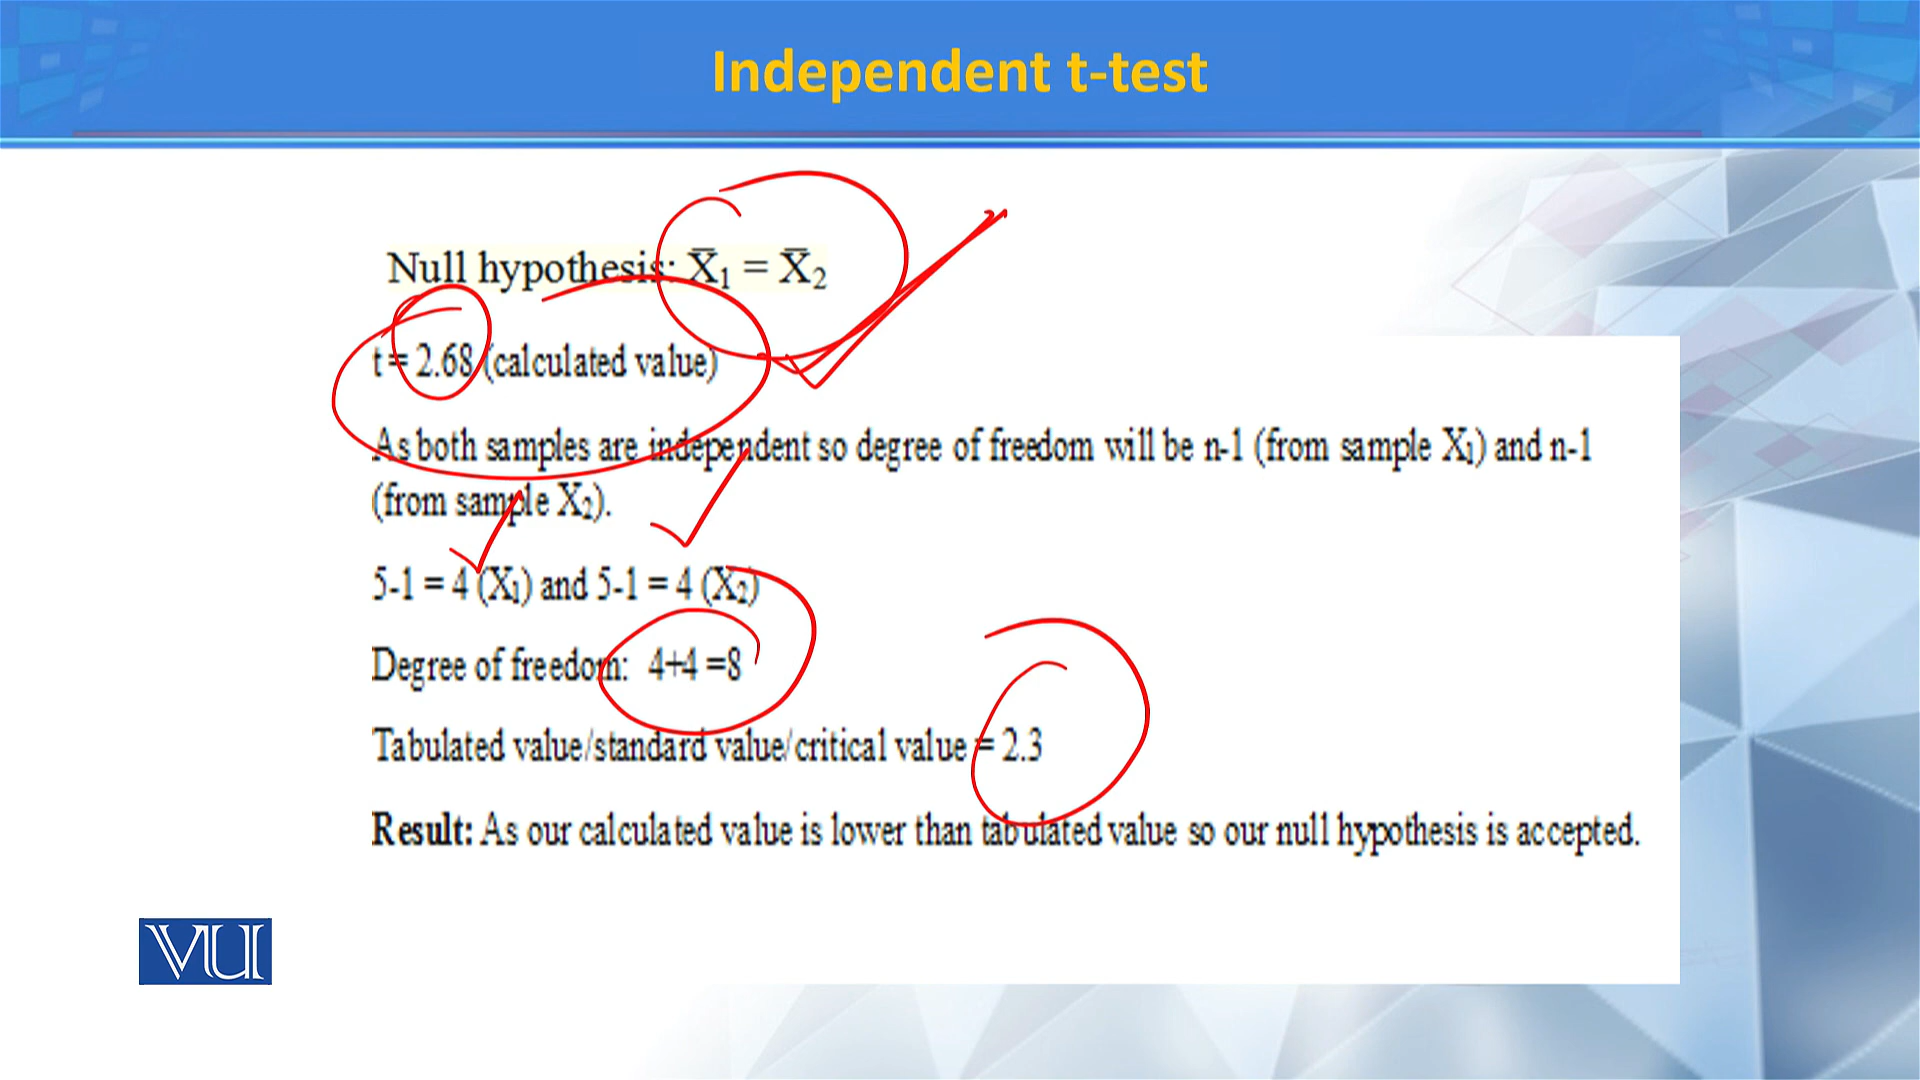 Independent t-test
Null hypothesis: X̅₁ = X̅₂
t = 2.68 (calculated value)
As both samples are independent so degree of freedom will be n-1 (from sample X₁) and n-1
(from sample X₂).
5-1 = 4 (X₁) and 5-1 = 4 (X₂)
Degree of freedom: 4+4 =8
Tabulated value/standard value/critical value = 2.3
Result: As our calculated value is lower than tabulated value so our null hypothesis is accepted.
VU